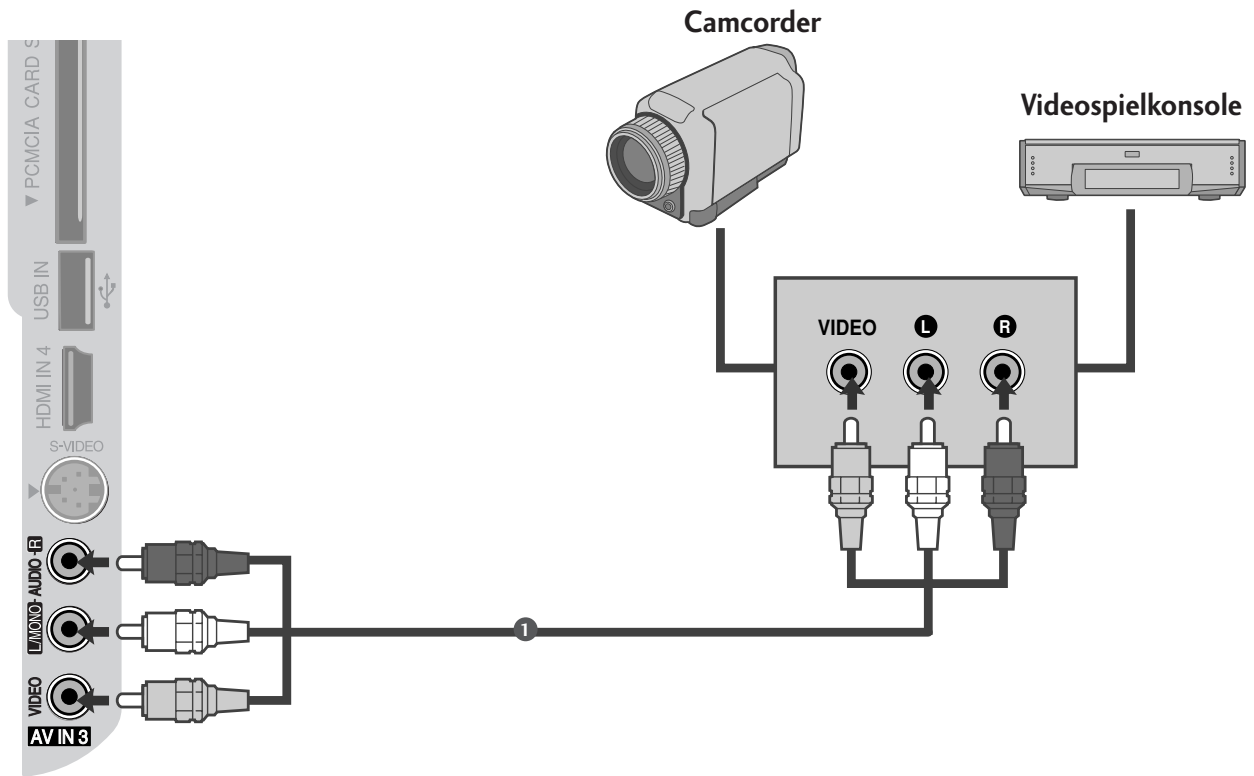 Camcorder
Videospielkonsole
PCMCIA CARD S
USB IN
HDMI IN 4
S-VIDEO
VIDEO L R
AUDIO R
L/MONO
VIDEO
AV IN 3
1